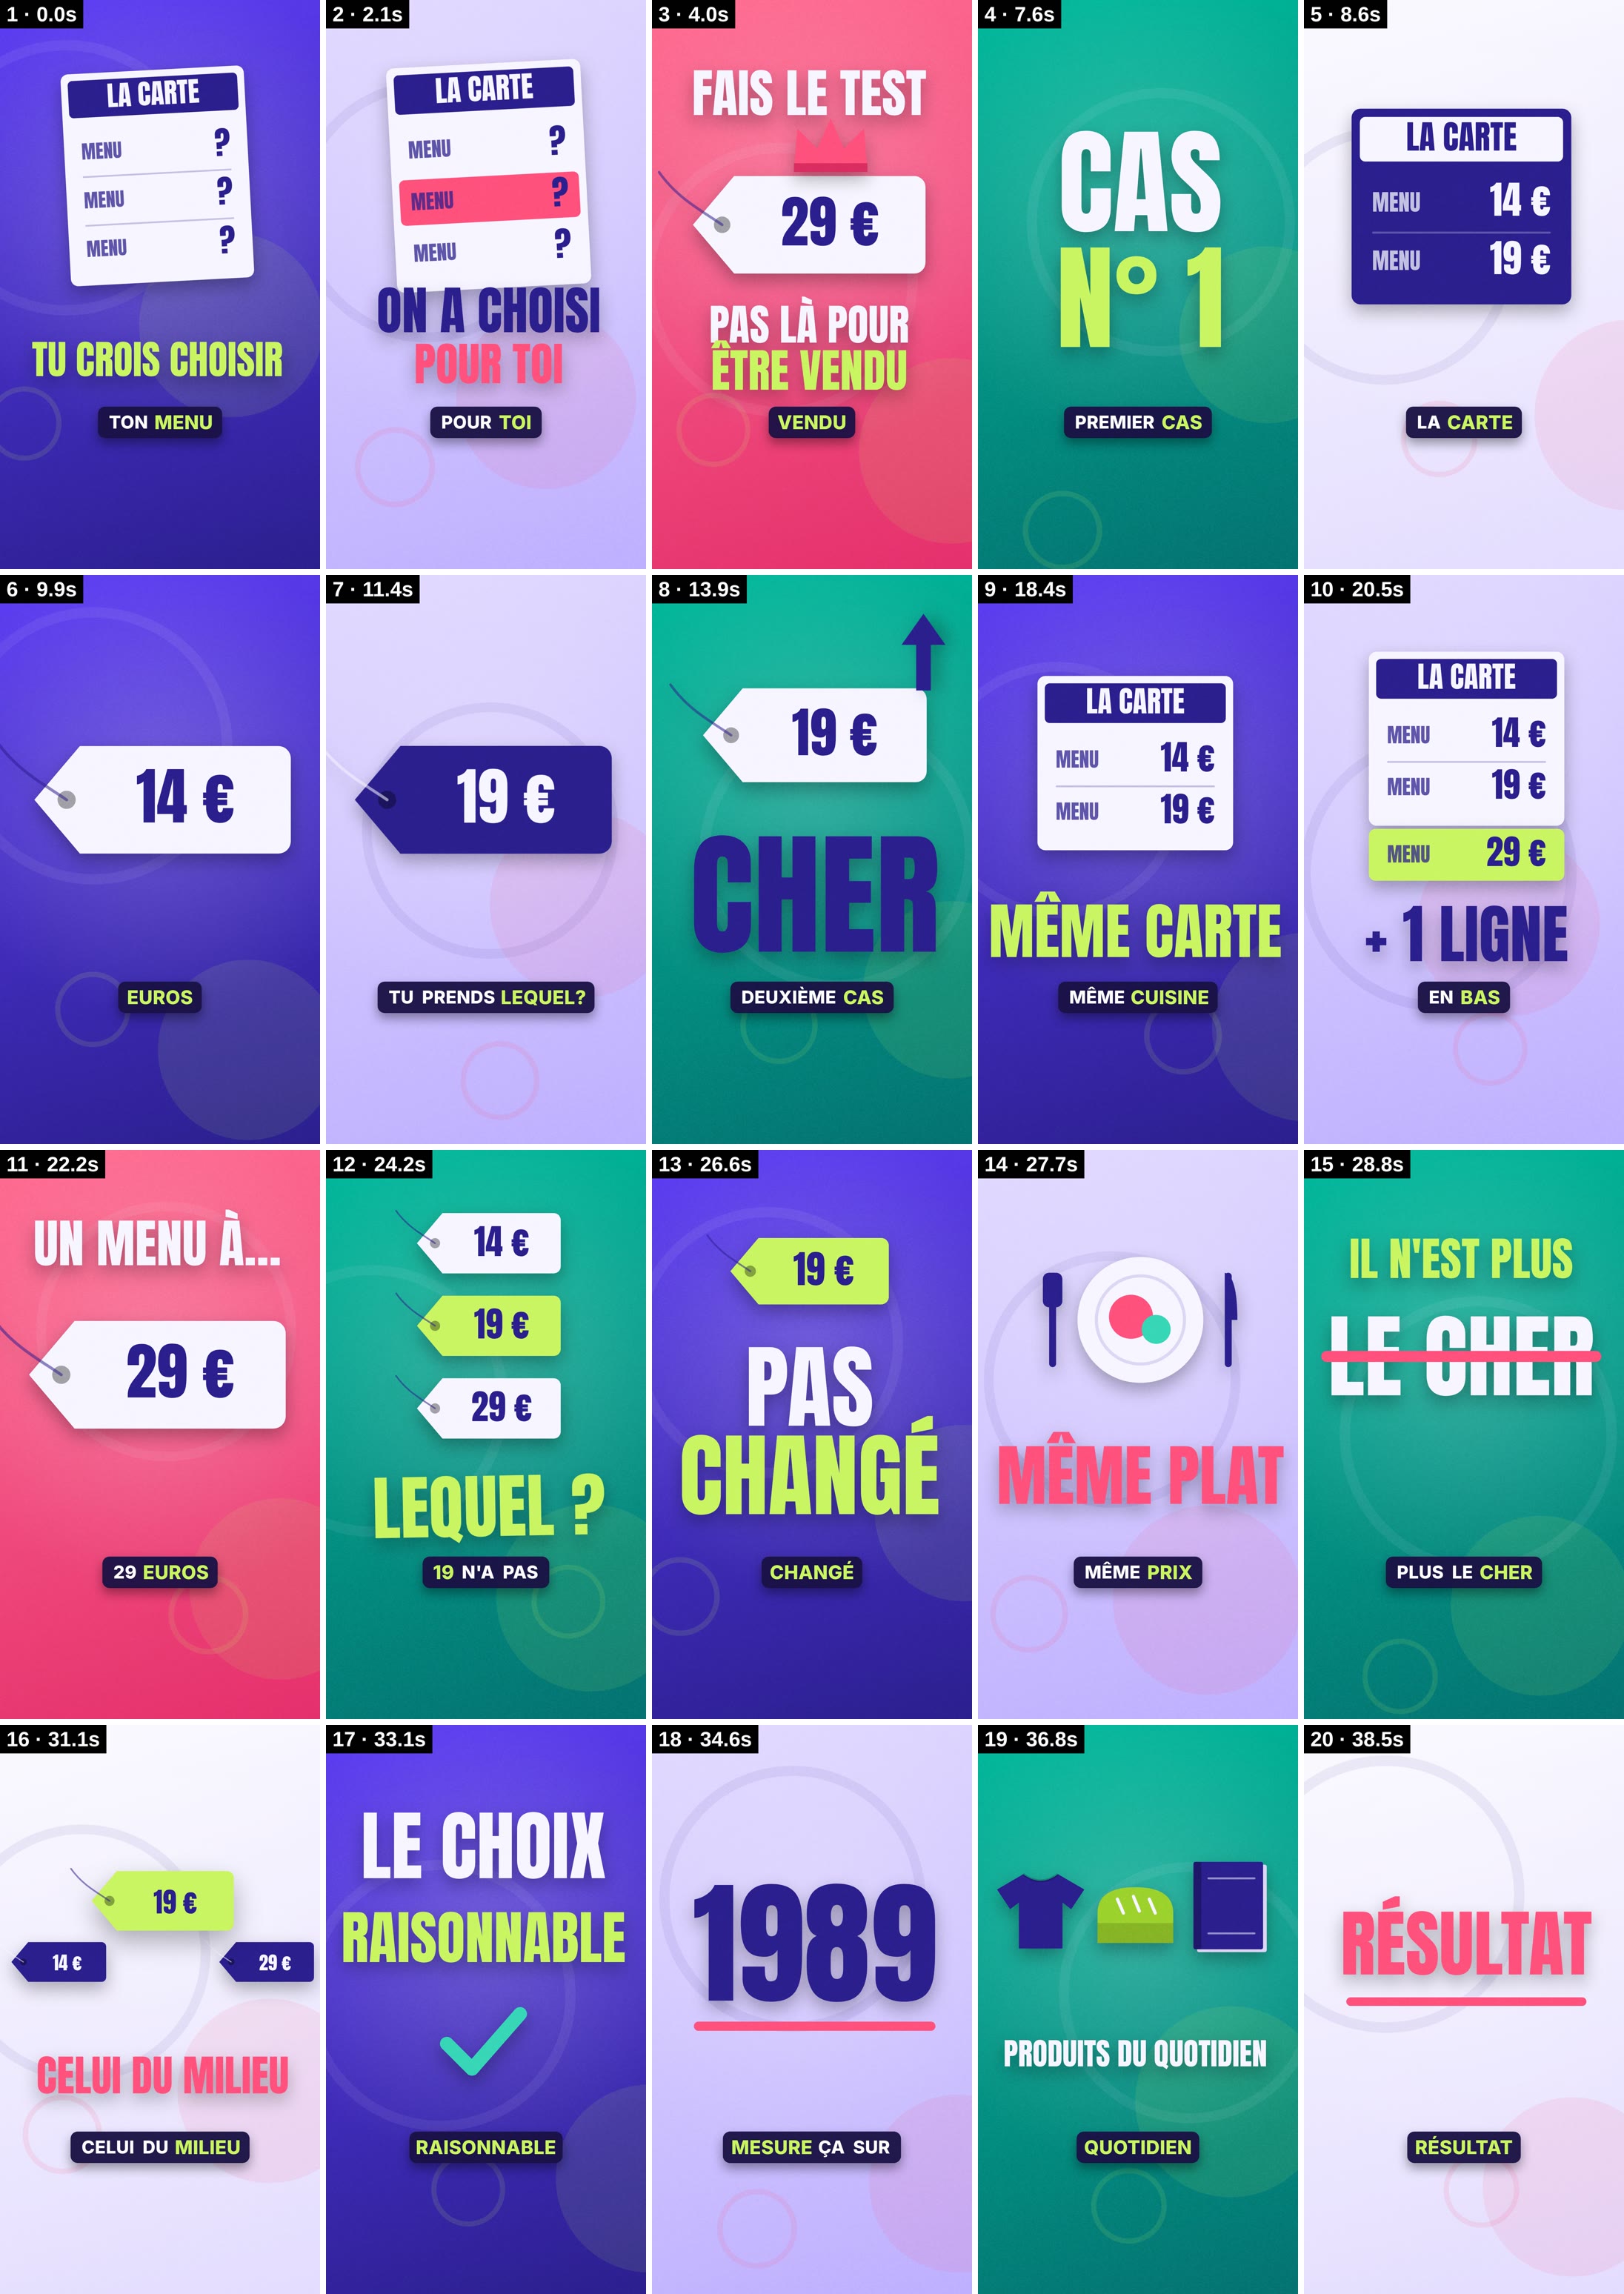 1 · 0.0s
LA CARTE
MENU ?
MENU ?
MENU ?
TU CROIS CHOISIR
TON MENU
2 · 2.1s
LA CARTE
MENU ?
MENU ?
MENU ?
ON A CHOISI
POUR TOI
POUR TOI
3 · 4.0s
FAIS LE TEST
29 €
PAS LÀ POUR
ÊTRE VENDU
VENDU
4 · 7.6s
CAS
N° 1
PREMIER CAS
5 · 8.6s
LA CARTE
MENU 14 €
MENU 19 €
LA CARTE
6 · 9.9s
14 €
EUROS
7 · 11.4s
19 €
TU PRENDS LEQUEL?
8 · 13.9s
19 €
CHER
DEUXIÈME CAS
9 · 18.4s
LA CARTE
MENU 14 €
MENU 19 €
MÊME CARTE
MÊME CUISINE
10 · 20.5s
LA CARTE
MENU 14 €
MENU 19 €
MENU 29 €
+ 1 LIGNE
EN BAS
11 · 22.2s
UN MENU À...
29 €
29 EUROS
12 · 24.2s
14 €
19 €
29 €
LEQUEL ?
19 N'A PAS
13 · 26.6s
19 €
PAS
CHANGÉ
CHANGÉ
14 · 27.7s
MÊME PLAT
MÊME PRIX
15 · 28.8s
IL N'EST PLUS
LE CHER
PLUS LE CHER
16 · 31.1s
19 €
14 €
29 €
CELUI DU MILIEU
CELUI DU MILIEU
17 · 33.1s
LE CHOIX
RAISONNABLE
RAISONNABLE
18 · 34.6s
1989
MESURE ÇA SUR
19 · 36.8s
PRODUITS DU QUOTIDIEN
QUOTIDIEN
20 · 38.5s
RÉSULTAT
RÉSULTAT